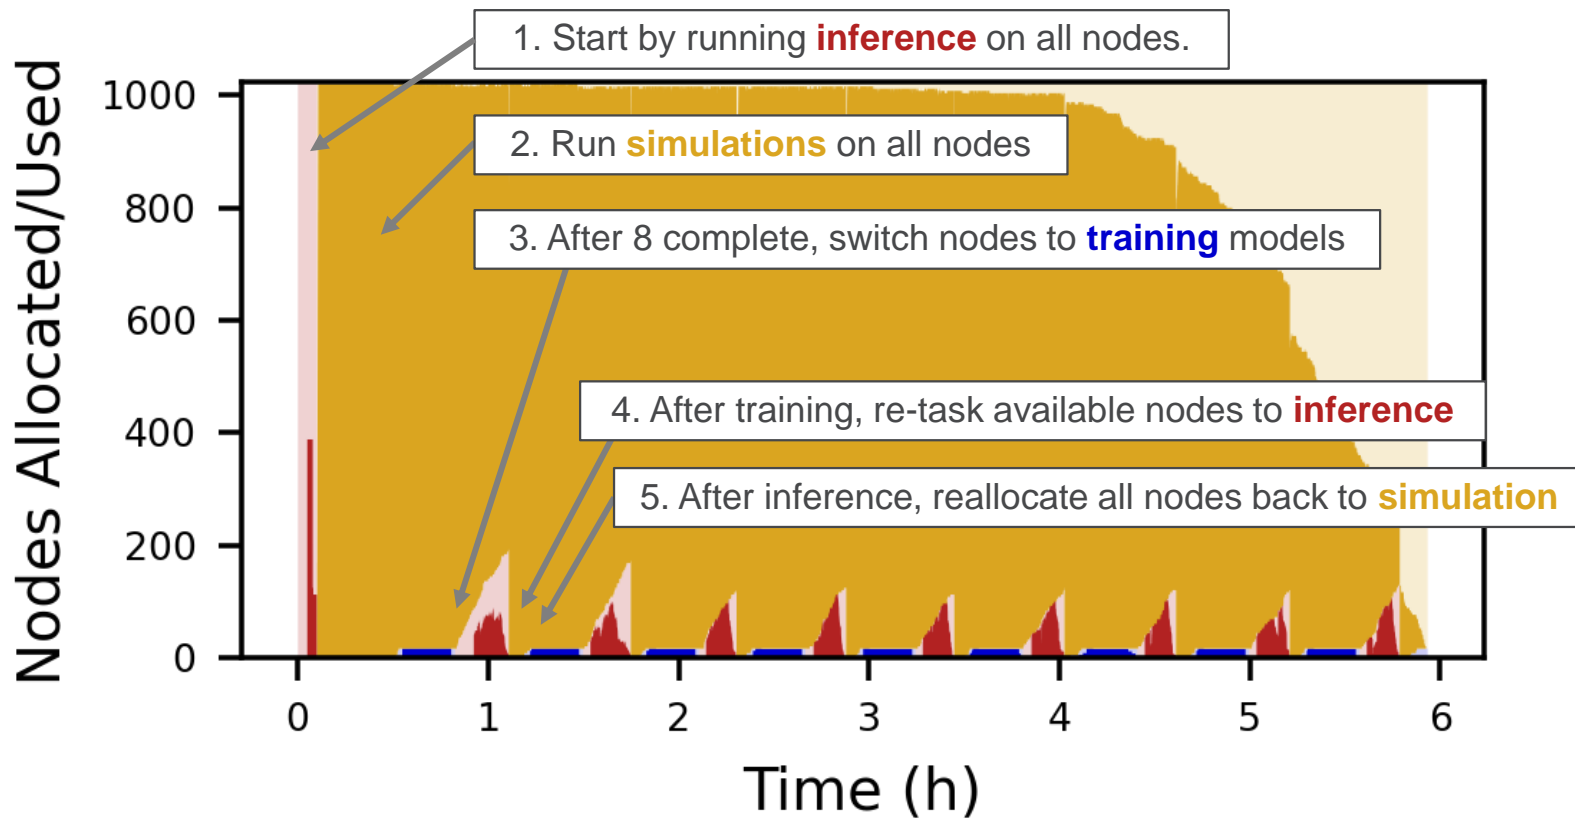 1. Start by running inference on all nodes.
2. Run simulations on all nodes
3. After 8 complete, switch nodes to training models
4. After training, re-task available nodes to inference
5. After inference, reallocate all nodes back to simulation
Nodes Allocated/Used
1000
800
600
400
200
0
0 1 2 3 4 5 6
Time (h)